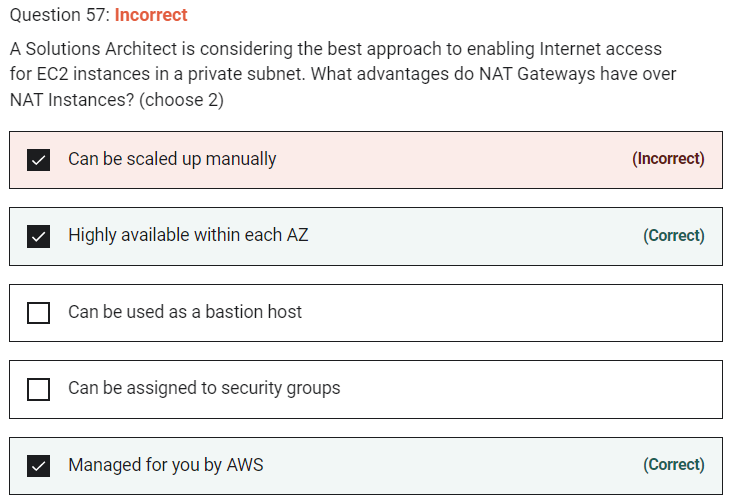 Question 57: Incorrect
A Solutions Architect is considering the best approach to enabling Internet access
for EC2 instances in a private subnet. What advantages do NAT Gateways have over
NAT Instances? (choose 2)
Can be scaled up manually (Incorrect)
Highly available within each AZ (Correct)
Can be used as a bastion host
Can be assigned to security groups
Managed for you by AWS (Correct)